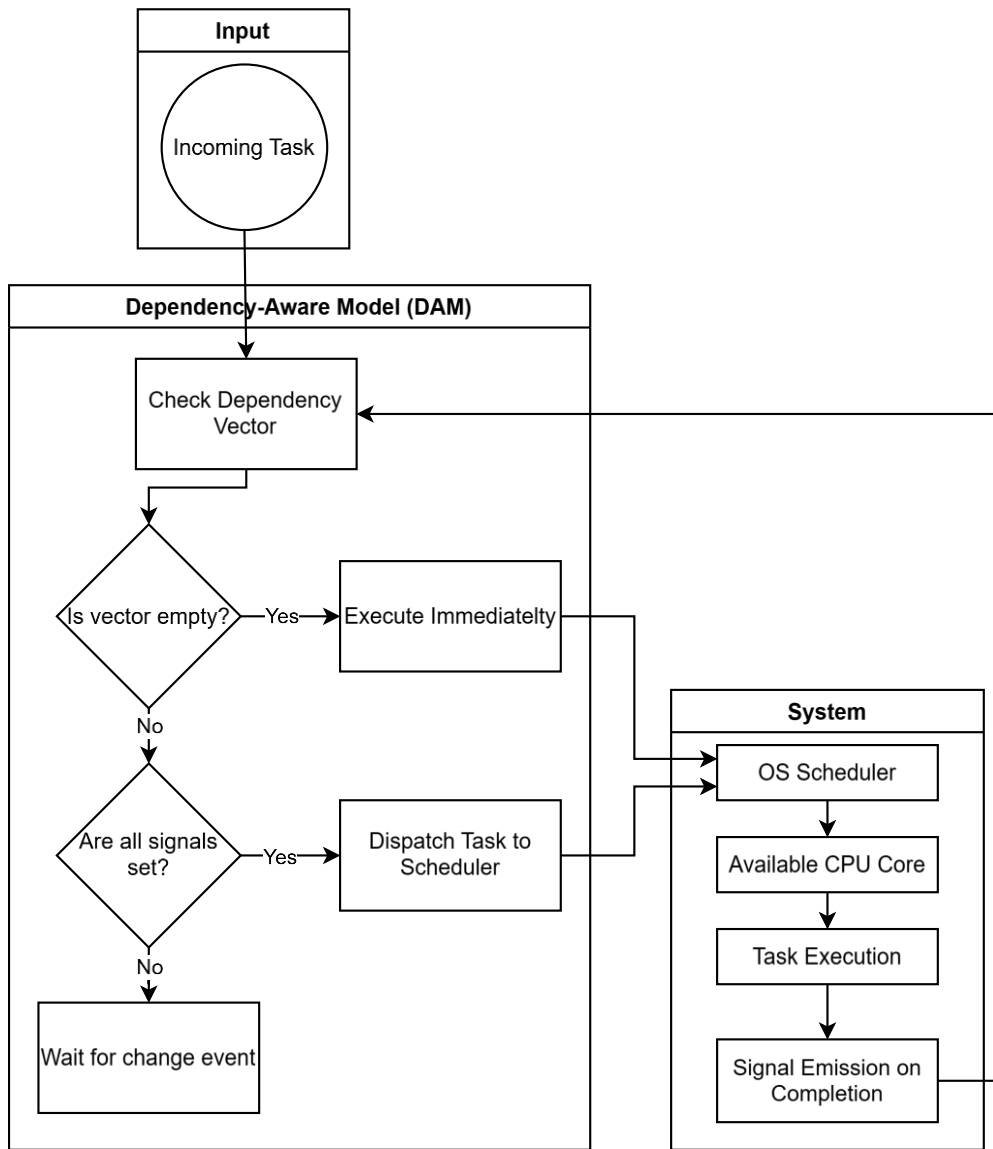 Input
Incoming Task
Dependency-Aware Model (DAM)
Check Dependency
Vector
Is vector empty?
Yes
Execute Immediatelty
No
Are all signals
set?
Yes
Dispatch Task to
Scheduler
No
Wait for change event
System
OS Scheduler
Available CPU Core
Task Execution
Signal Emission on
Completion